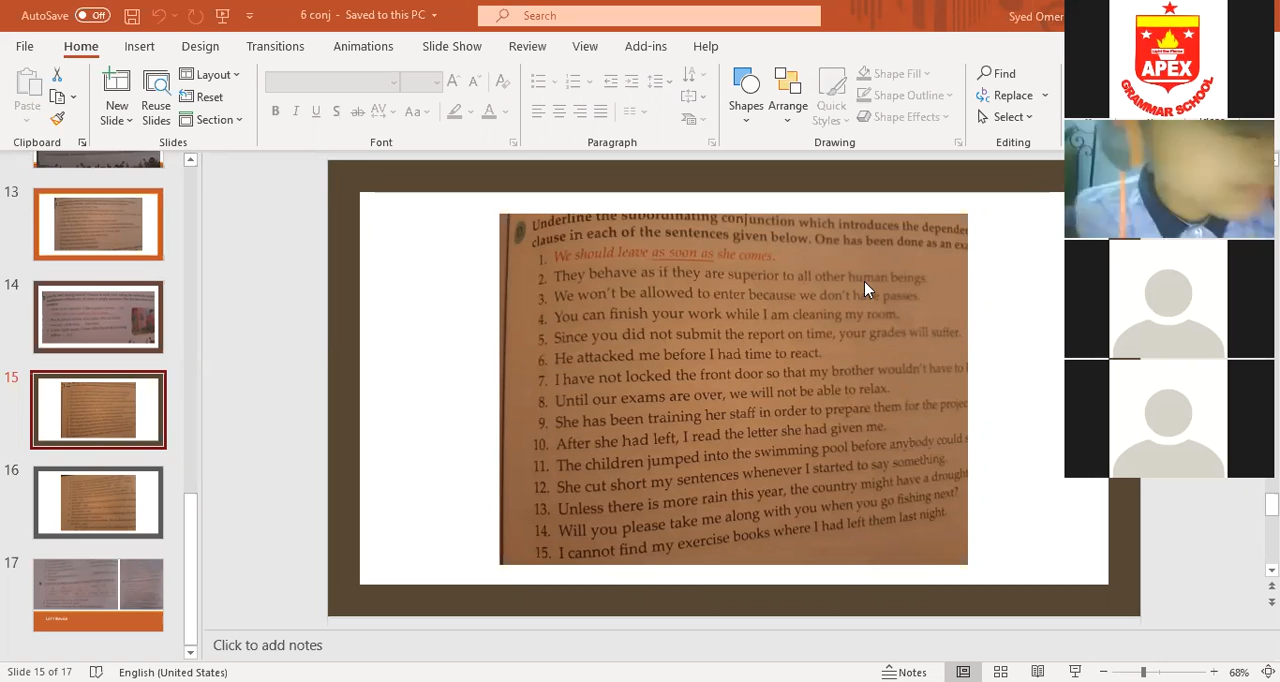 AutoSave Off 6 conj - Saved to this PC Search Syed Omer
File Home Insert Design Transitions Animations Slide Show Review View Add-ins Help
Paste New Slide Reuse Slides Layout Reset Section Shapes Arrange Quick Styles Shape Fill Shape Outline Shape Effects Find Replace Select
Clipboard Slides Font Paragraph Drawing Editing
APEX
GRAMMAR SCHOOL
13
14
15
16
17
Underline the subordinating conjunction which introduces the
clause in each of the sentences given below. One has been done as an
1. We should leave as soon as she comes.
2. They behave as if they are superior to all other human beings.
3. We won't be allowed to enter because we don't have passes.
4. You can finish your work while I am cleaning my room.
5. Since you did not submit the report on time, your grades will suffer.
6. He attacked me before I had time to react.
7. I have not locked the front door so that my brother wouldn't have to
8. Until our exams are over, we will not be able to relax.
9. She has been training her staff in order to prepare them for the
10. After she had left, I read the letter she had given me.
11. The children jumped into the swimming pool before anybody could
12. She cut short my sentences whenever I started to say something.
13. Unless there is more rain this year, the country might have a drought
14. Will you please take me along with you when you go fishing next?
15. I cannot find my exercise books where I had left them last night.
Click to add notes
Slide 15 of 17 English (United States) Notes 68%